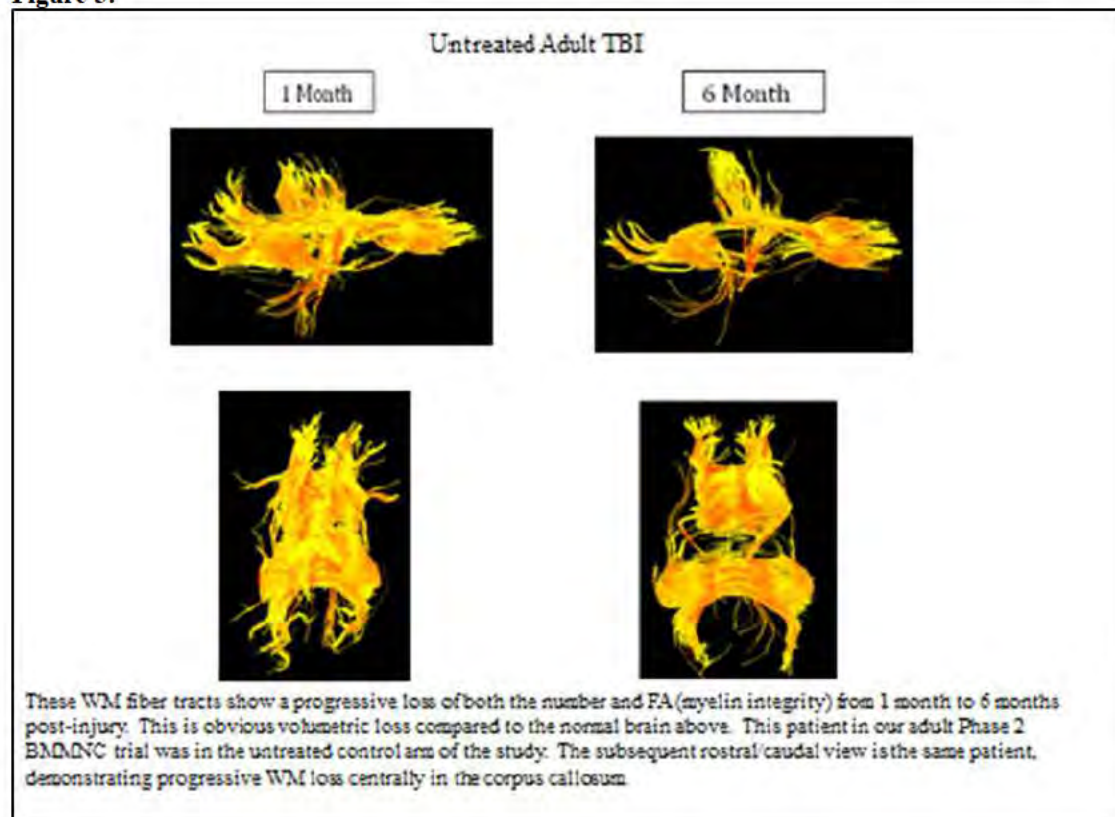 Untreated Adult TBI
1 Month
6 Month
These WM fiber tracts show a progressive loss of both the number and FA(myelin integrity) from 1 month to 6 months
post-injury. This is obvious volumetric loss compared to the normal brain above. This patient in our adult Phase 2
BMMNC trial was in the untreated control arm of the study. The subsequent rostral/caudal view is the same patient,
demonstrating progressive WM loss centrally in the corpus callosum.